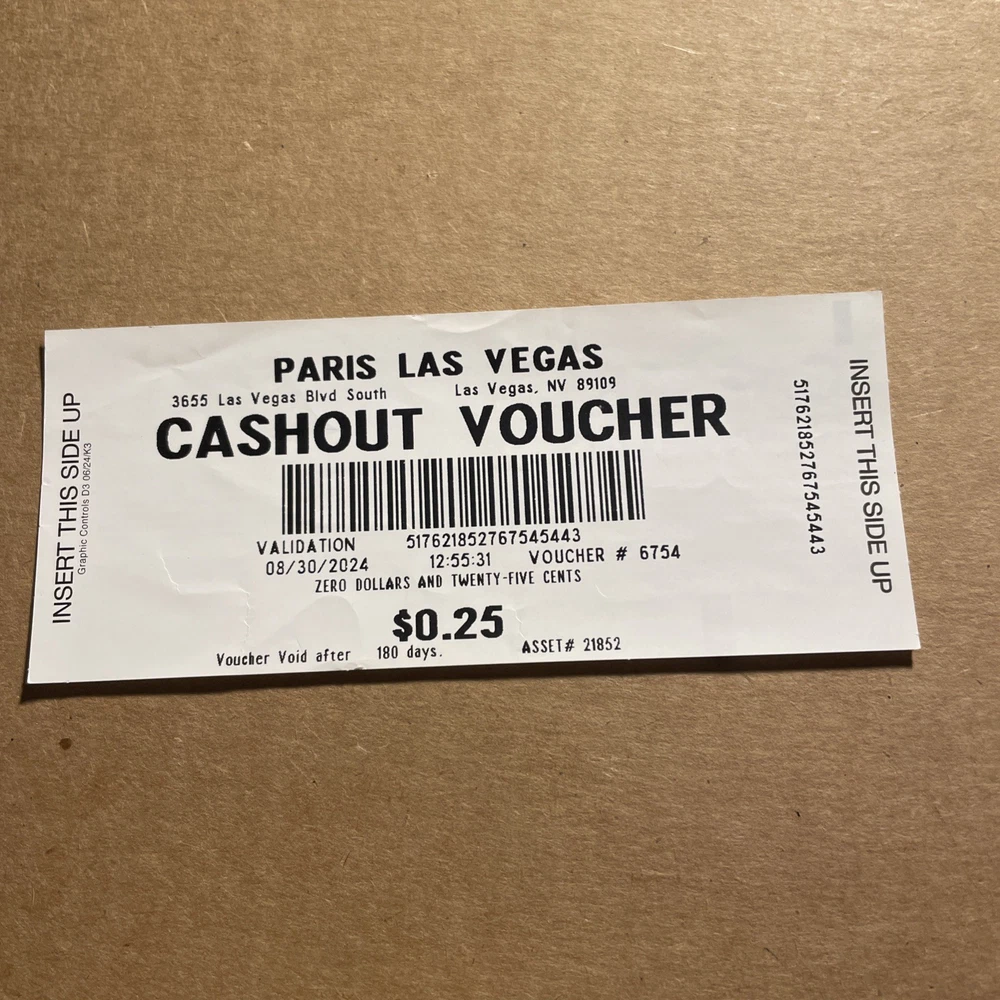 PARIS LAS VEGAS
3655 Las Vegas Blvd South Las Vegas, NV 89109
CASHOUT VOUCHER
VALIDATION 517621852767545443
08/30/2024 12:55:31 VOUCHER # 6754
ZERO DOLLARS AND TWENTY-FIVE CENTS
$0.25
Voucher Void after 180 days. ASSET# 21852
INSERT THIS SIDE UP
Graphic Controls D3 06/24/K3
517621852767545443
INSERT THIS SIDE UP